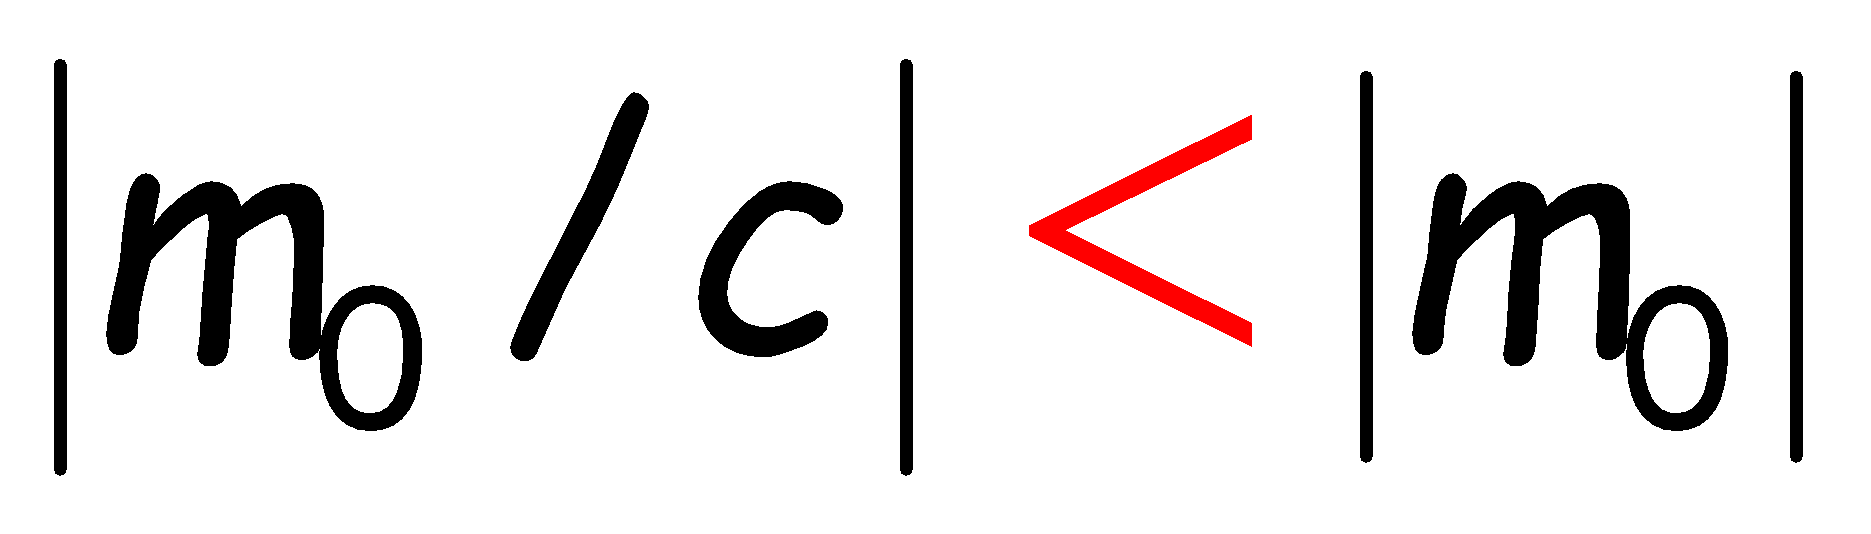 |m₀ / c| < |m₀|